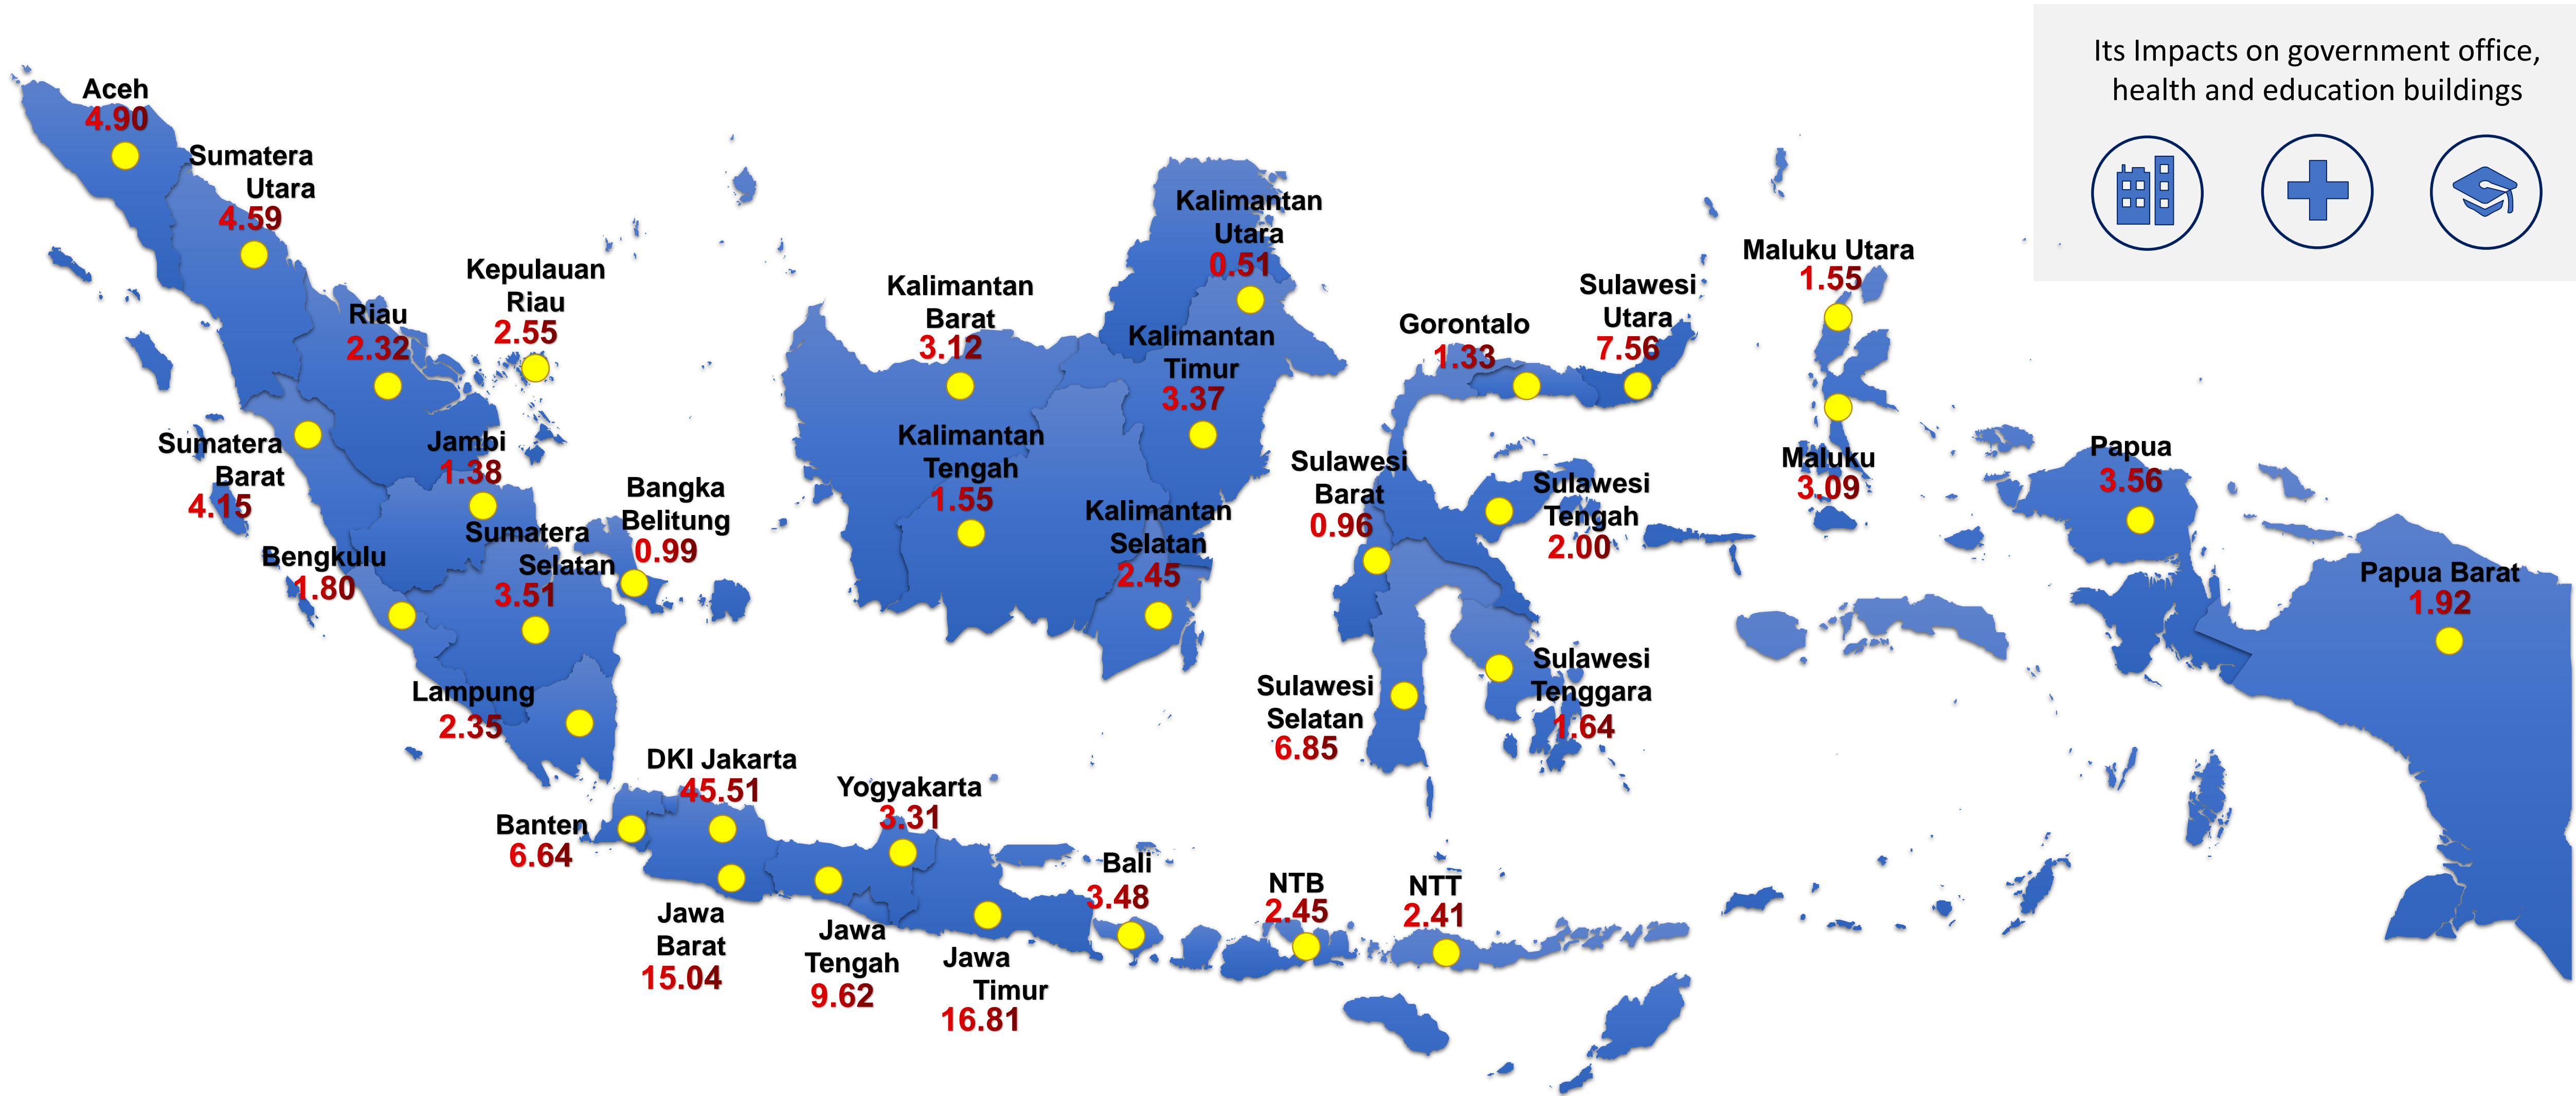 Its Impacts on government office,
health and education buildings
Aceh
4.90
Sumatera
Utara
4.59
Riau
2.32
Kepulauan
Riau
2.55
Sumatera
Barat
4.15
Jambi
1.38
Bengkulu
1.80
Sumatera
Selatan
3.51
Bangka
Belitung
0.99
Lampung
2.35
Banten
6.64
DKI Jakarta
45.51
Jawa
Barat
15.04
Yogyakarta
3.31
Jawa
Tengah
9.62
Jawa
Timur
16.81
Bali
3.48
NTB
2.45
NTT
2.41
Kalimantan
Barat
3.12
Kalimantan
Tengah
1.55
Kalimantan
Utara
0.51
Kalimantan
Timur
3.37
Kalimantan
Selatan
2.45
Gorontalo
1.33
Sulawesi
Utara
7.56
Sulawesi
Barat
0.96
Sulawesi
Tengah
2.00
Sulawesi
Selatan
6.85
Sulawesi
Tenggara
1.64
Maluku Utara
1.55
Maluku
3.09
Papua
3.56
Papua Barat
1.92